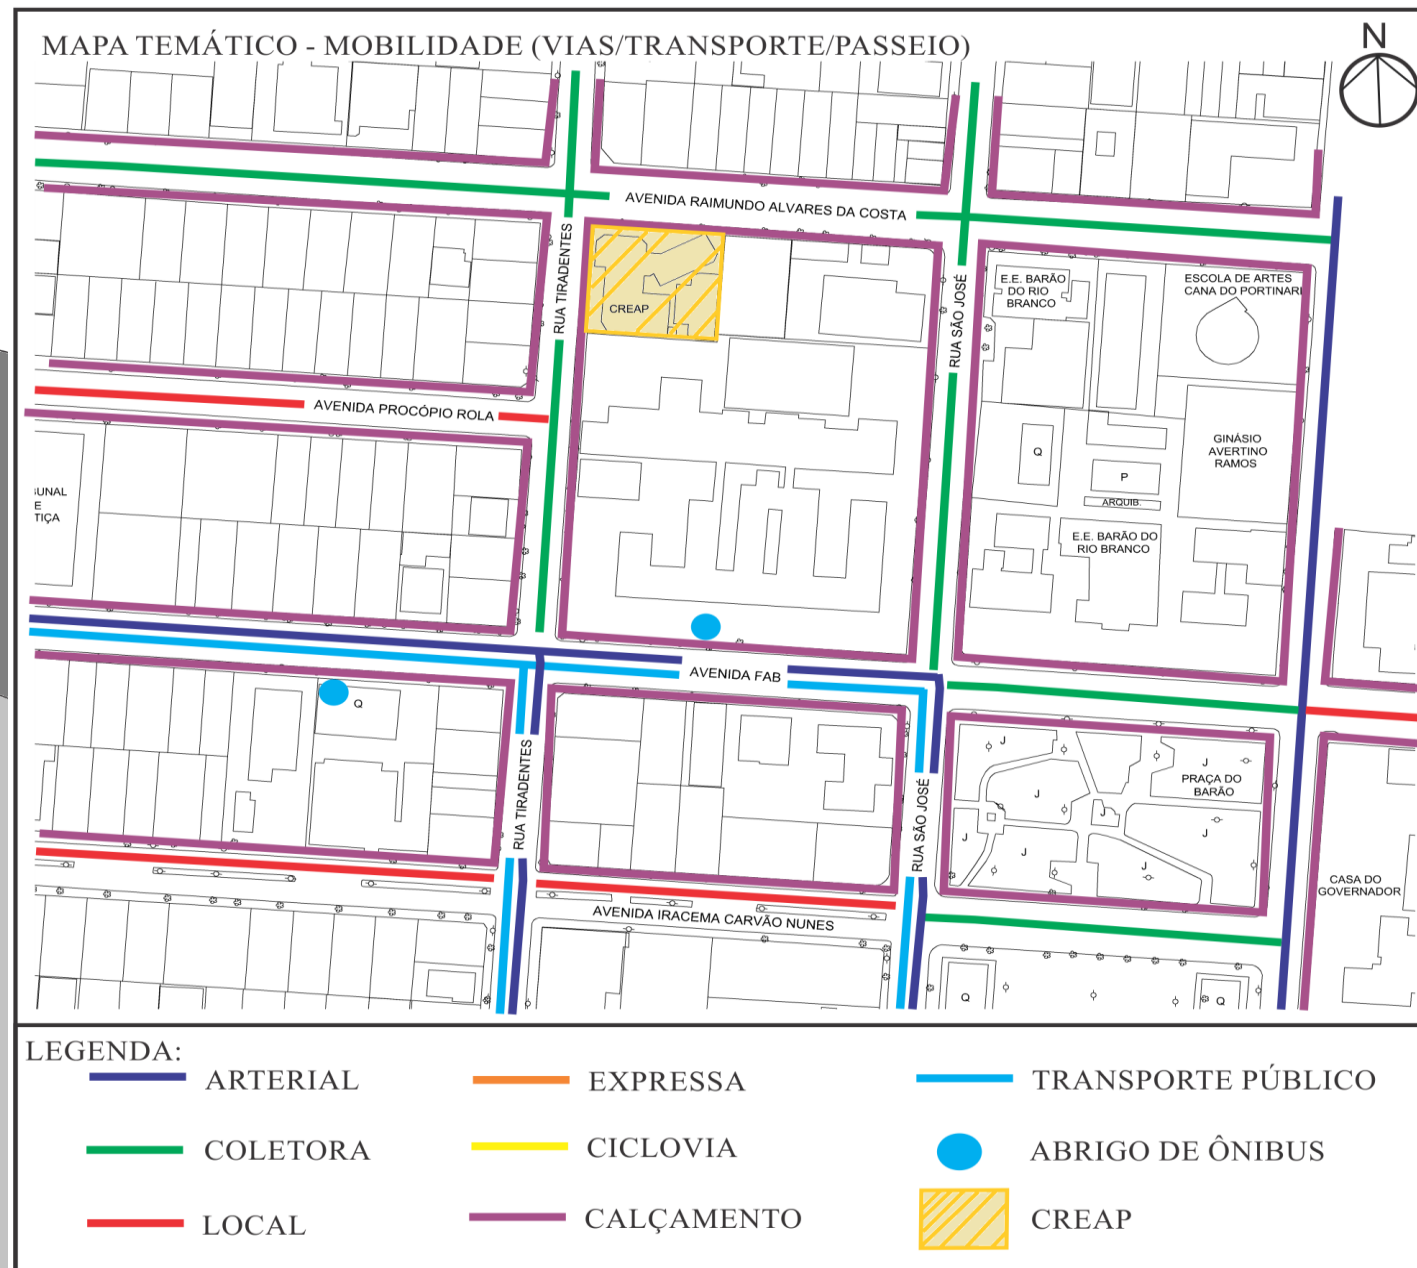 MAPA TEMÁTICO - MOBILIDADE (VIAS/TRANSPORTE/PASSEIO)
N
AVENIDA RAIMUNDO ALVARES DA COSTA
RUA TIRADENTES
CREAP
RUA SÃO JOSÉ
E.E. BARÃO
DO RIO
BRANCO
ESCOLA DE ARTES
CANA DO PORTINARI
AVENIDA PROCÓPIO ROLA
GINÁSIO
AVERTINO
RAMOS
Q
P
ARQUIB.
E.E. BARÃO DO
RIO BRANCO
UNAL
E
TIÇA
AVENIDA FAB
Q
RUA TIRADENTES
RUA SÃO JOSÉ
J
J
J
J
J
J
J
J
PRAÇA DO
BARÃO
CASA DO
GOVERNADOR
AVENIDA IRACEMA CARVÃO NUNES
Q
Q
LEGENDA:
ARTERIAL
EXPRESSA
TRANSPORTE PÚBLICO
COLETORA
CICLOVIA
ABRIGO DE ÔNIBUS
LOCAL
CALÇAMENTO
CREAP